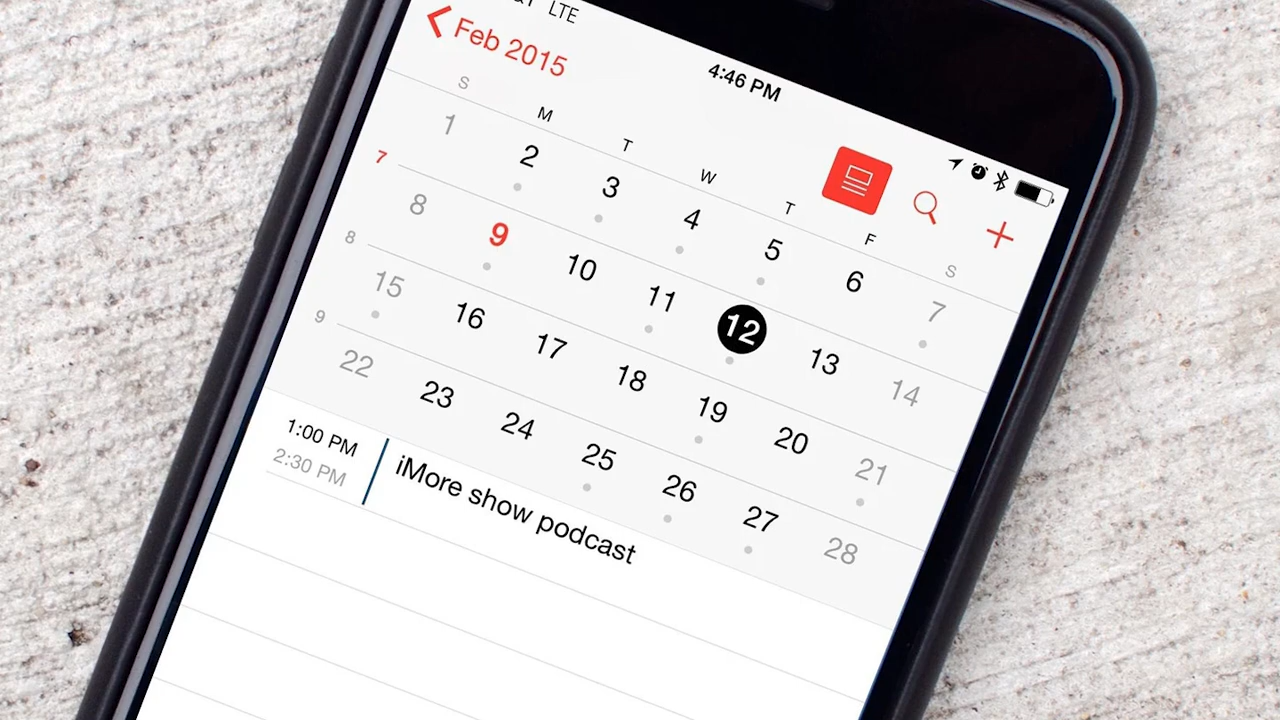 LTE
4:46 PM
Feb 2015
S M T W T F S
1 2 3 4 5 6 7
7 8 9 10 11 12 13 14
8 15 16 17 18 19 20 21
9 22 23 24 25 26 27 28
1:00 PM iMore show podcast
2:30 PM